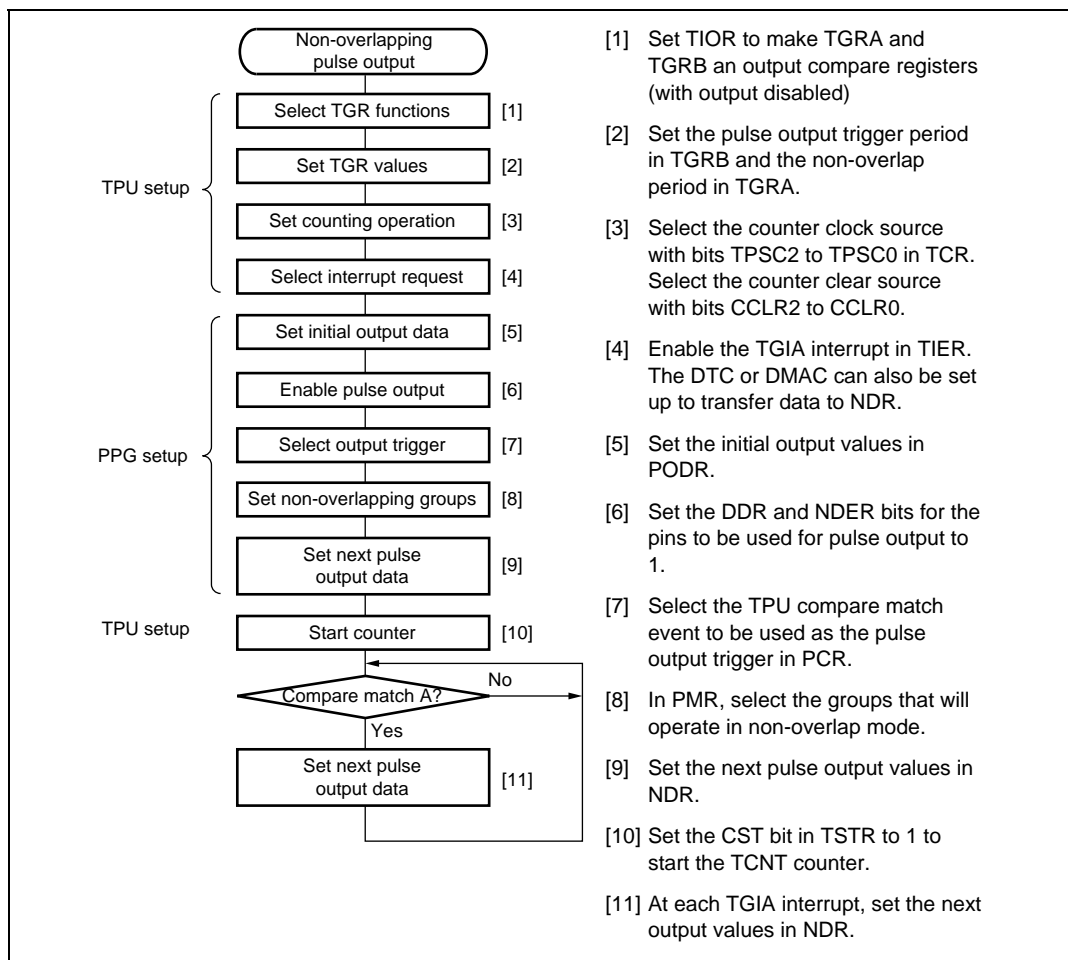 Non-overlapping
pulse output
Select TGR functions [1]
Set TGR values [2]
TPU setup
Set counting operation [3]
Select interrupt request [4]
Set initial output data [5]
Enable pulse output [6]
Select output trigger [7]
PPG setup
Set non-overlapping groups [8]
Set next pulse
output data [9]
TPU setup
Start counter [10]
Compare match A? No
Yes
Set next pulse
output data [11]
[1] Set TIOR to make TGRA and
TGRB an output compare registers
(with output disabled)
[2] Set the pulse output trigger period
in TGRB and the non-overlap
period in TGRA.
[3] Select the counter clock source
with bits TPSC2 to TPSC0 in TCR.
Select the counter clear source
with bits CCLR2 to CCLR0.
[4] Enable the TGIA interrupt in TIER.
The DTC or DMAC can also be set
up to transfer data to NDR.
[5] Set the initial output values in
PODR.
[6] Set the DDR and NDER bits for the
pins to be used for pulse output to
1.
[7] Select the TPU compare match
event to be used as the pulse
output trigger in PCR.
[8] In PMR, select the groups that will
operate in non-overlap mode.
[9] Set the next pulse output values in
NDR.
[10] Set the CST bit in TSTR to 1 to
start the TCNT counter.
[11] At each TGIA interrupt, set the next
output values in NDR.